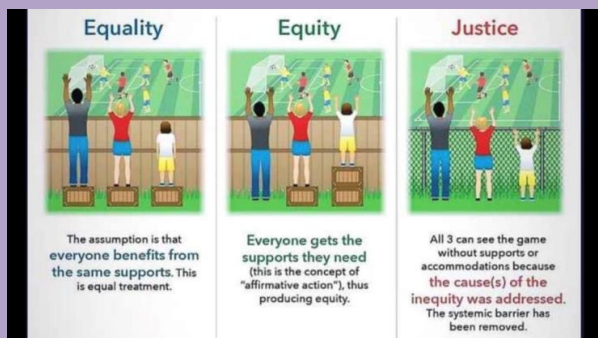 Equality
The assumption is that
everyone benefits from
the same supports. This
is equal treatment.
Equity
Everyone gets the
supports they need
(this is the concept of
"affirmative action"), thus
producing equity.
Justice
All 3 can see the game
without supports or
accommodations because
the cause(s) of the
inequity was addressed.
The systemic barrier has
been removed.